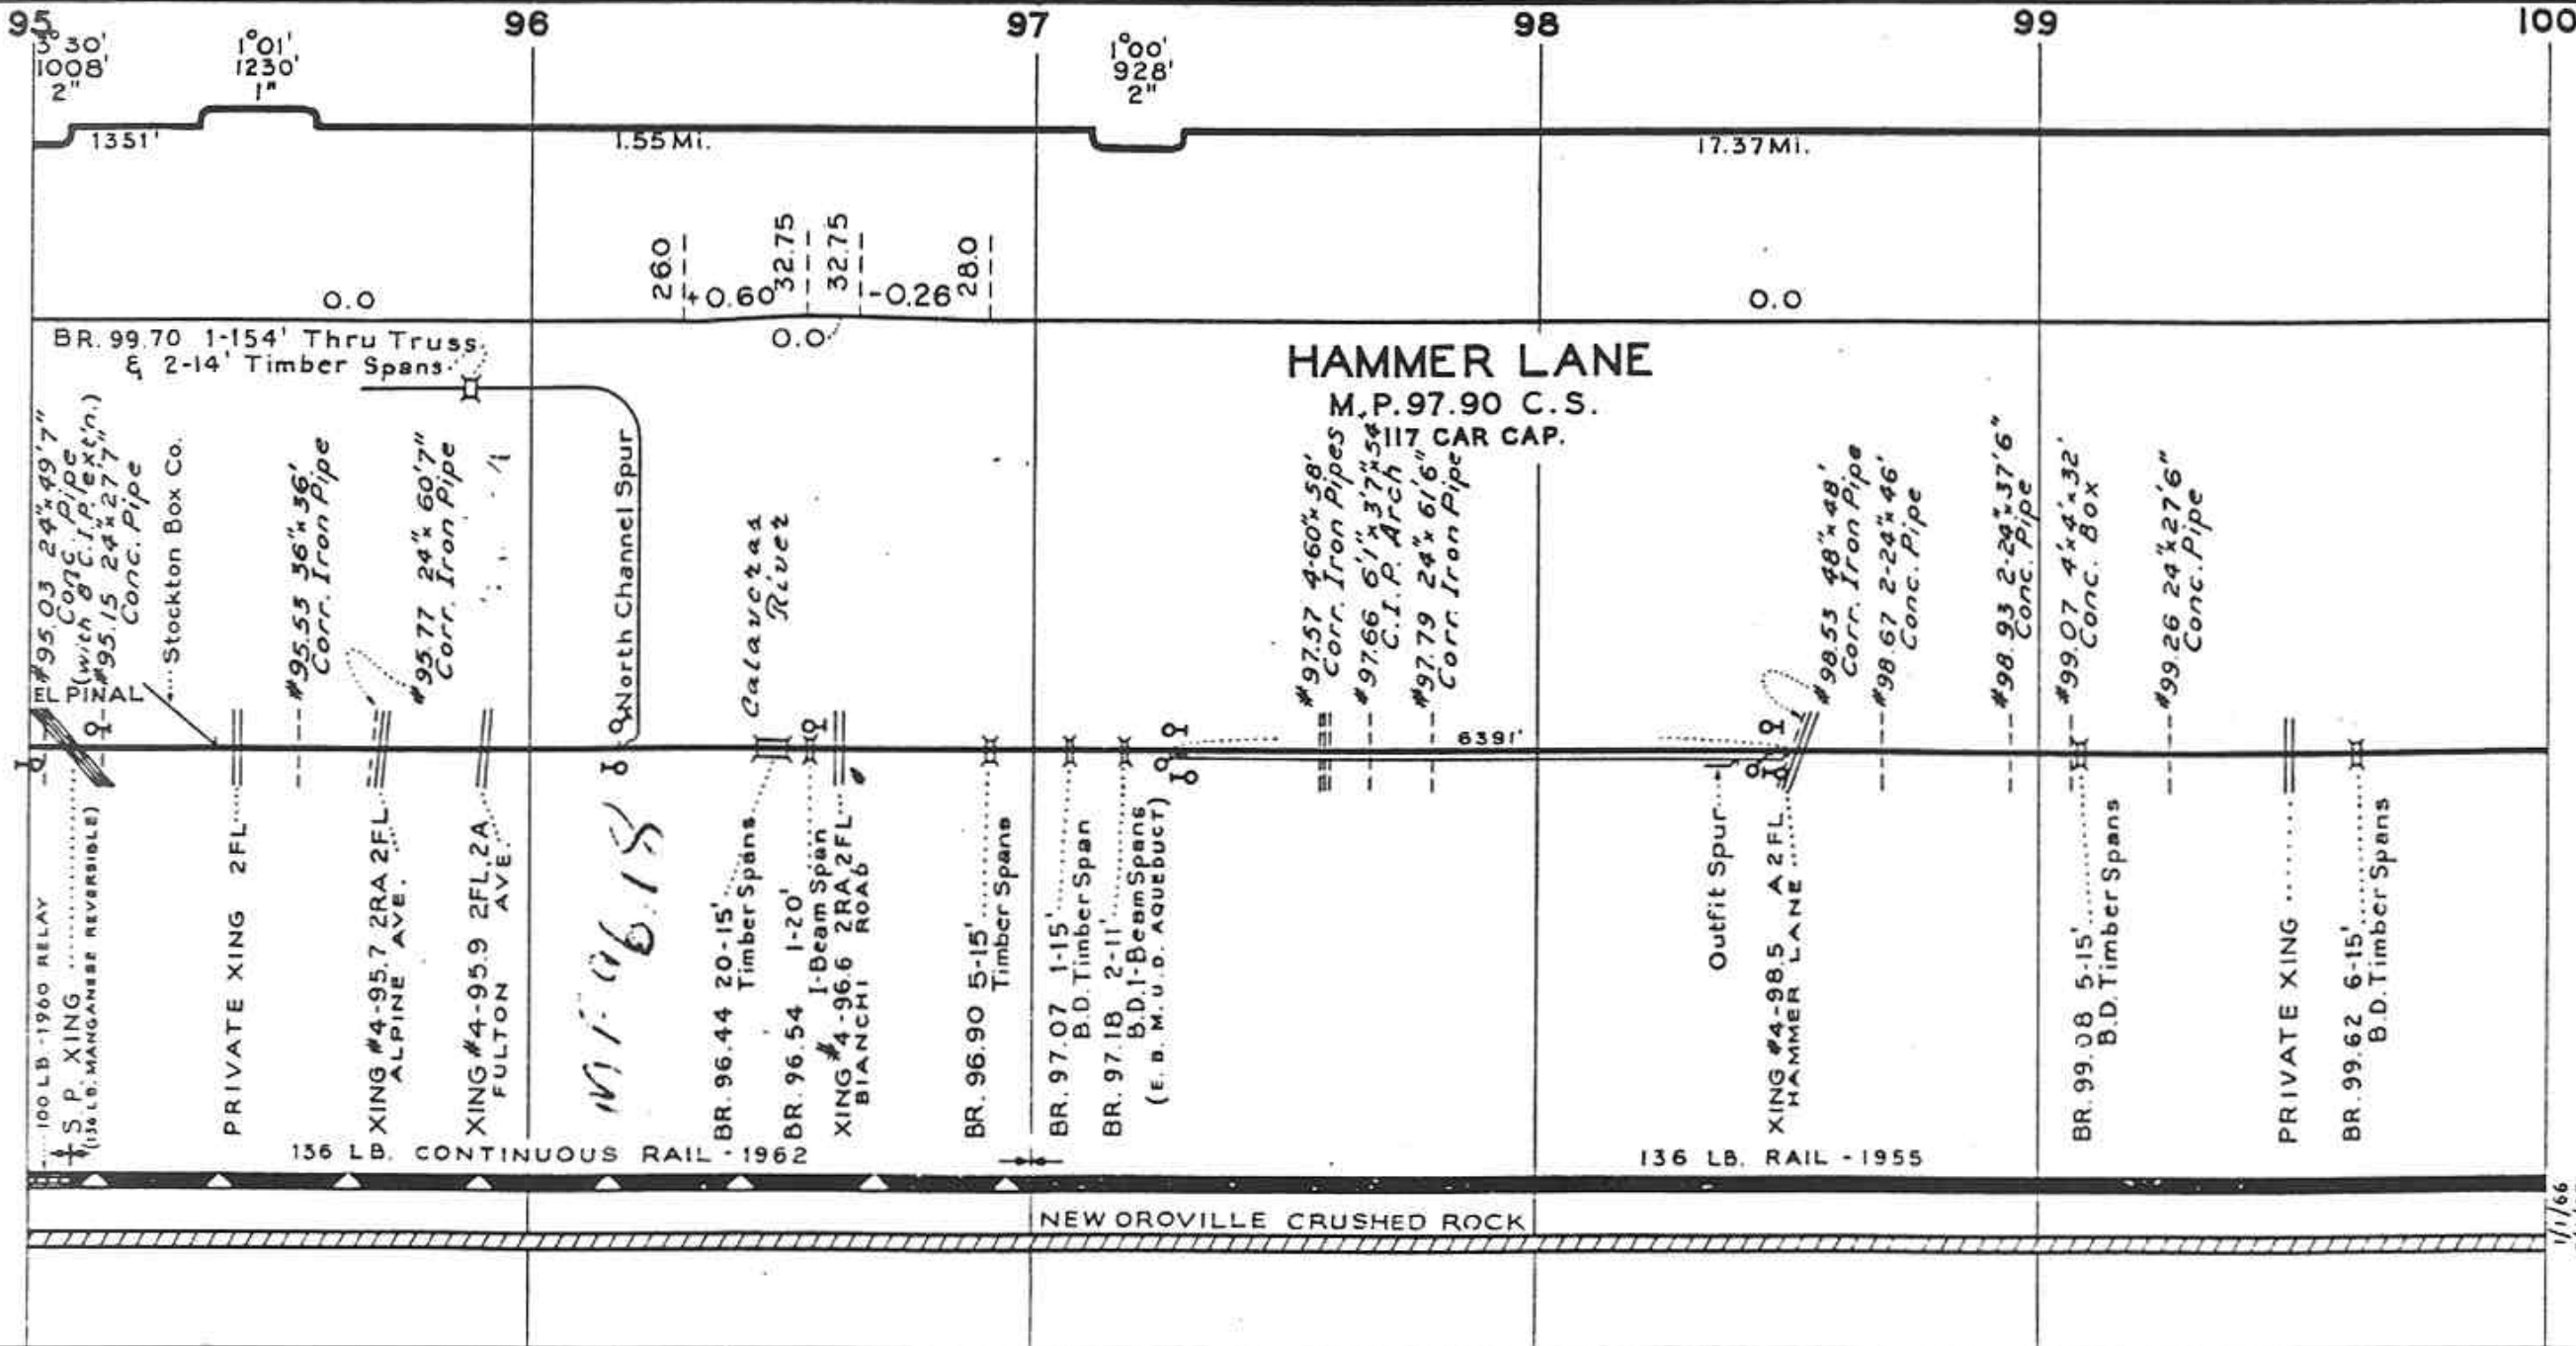 95 96 97 98 99 100
3°30'
1008'
2"
1°01'
1230'
1"
1°00'
928'
2"
1351'
1.55 Mi.
17.37 Mi.
26.0
+0.60
32.75
32.75
-0.26
28.0
0.0
0.0
0.0
BR. 99.70 1-154' Thru Truss
& 2-14' Timber Spans
HAMMER LANE
M.P. 97.90 C.S.
117 CAR CAP.
#95.03 24"x49'7"
Conc. Pipe
(with 8' C.I.P. ext'n.)
#95.15 24"x27'7"
Conc. Pipe
Stockton Box Co.
#95.53 36"x36'
Corr. Iron Pipe
#95.77 24"x60'7"
Corr. Iron Pipe
North Channel Spur
Calaveras
River
#97.57 4-60"x58'
Corr. Iron Pipes
#97.66 6'1"x3'7"x54'
C.I.P. Arch
#97.79 24"x61'6"
Corr. Iron Pipe
#98.53 48"x48'
Corr. Iron Pipe
#98.67 2-24"x46'
Conc. Pipe
#98.93 2-24"x37'6"
Conc. Pipe
#99.07 4'x4'x32'
Conc. Box
#99.26 24"x27'6"
Conc. Pipe
EL PINAL
6391'
100 LB - 1960 RELAY
S.P. XING
(136 LB. MANGANESE REVERSIBLE)
PRIVATE XING 2FL
XING #4-95.7 2RA 2FL
ALPINE AVE.
XING #4-95.9 2FL, 2A
FULTON AVE.
MP 96.18
BR. 96.44 20-15'
Timber Spans
BR. 96.54 1-20'
I-Beam Span
XING #4-96.6 2RA, 2FL
BIANCHI ROAD
BR. 96.90 5-15'
Timber Spans
BR. 97.07 1-15'
B.D. Timber Span
BR. 97.18 2-11'
B.D. I-Beam Spans
(E. B. M. U. D. AQUEDUCT)
Outfit Spur
XING #4-98.5 A 2FL
HAMMER LANE
BR. 99.08 5-15'
B.D. Timber Spans
PRIVATE XING
BR. 99.62 6-15'
B.D. Timber Spans
136 LB. CONTINUOUS RAIL - 1962
136 LB. RAIL - 1955
NEW OROVILLE CRUSHED ROCK
1/1/66